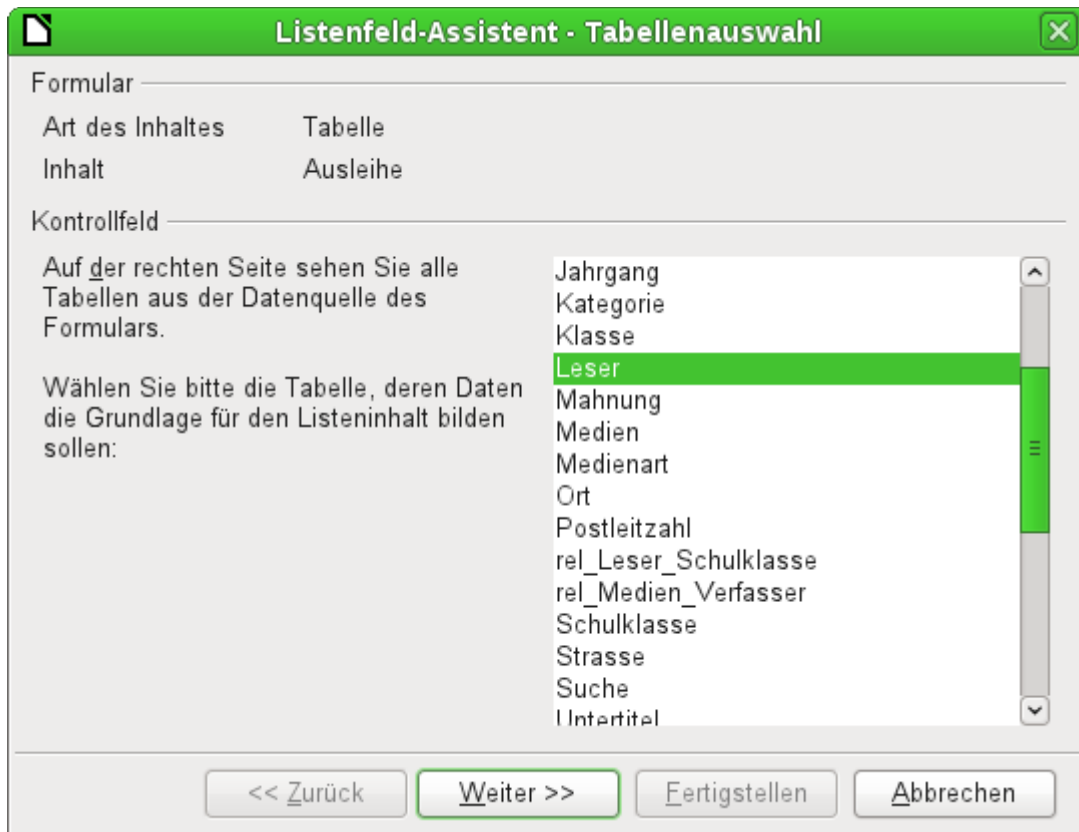 Listenfeld-Assistent - Tabellenauswahl
Formular
Art des Inhaltes Tabelle
Inhalt Ausleihe
Kontrollfeld
Auf der rechten Seite sehen Sie alle
Tabellen aus der Datenquelle des
Formulars.
Wählen Sie bitte die Tabelle, deren Daten
die Grundlage für den Listeninhalt bilden
sollen:
Jahrgang
Kategorie
Klasse
Leser
Mahnung
Medien
Medienart
Ort
Postleitzahl
rel_Leser_Schulklasse
rel_Medien_Verfasser
Schulklasse
Strasse
Suche
Untertitel
<< Zurück
Weiter >>
Fertigstellen
Abbrechen